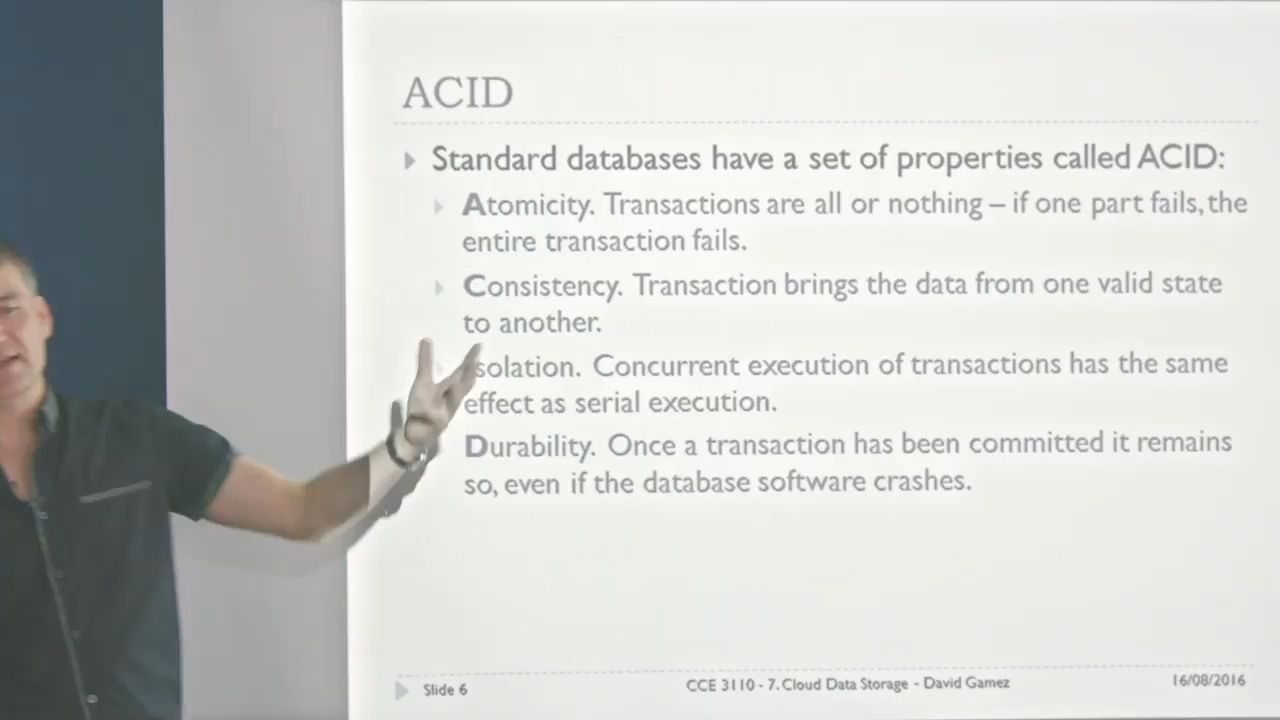 ACID
Standard databases have a set of properties called ACID:
Atomicity. Transactions are all or nothing – if one part fails, the
entire transaction fails.
Consistency. Transaction brings the data from one valid state
to another.
Isolation. Concurrent execution of transactions has the same
effect as serial execution.
Durability. Once a transaction has been committed it remains
so, even if the database software crashes.
Slide 6
CCE 3110 - 7. Cloud Data Storage - David Gamez
16/08/2016